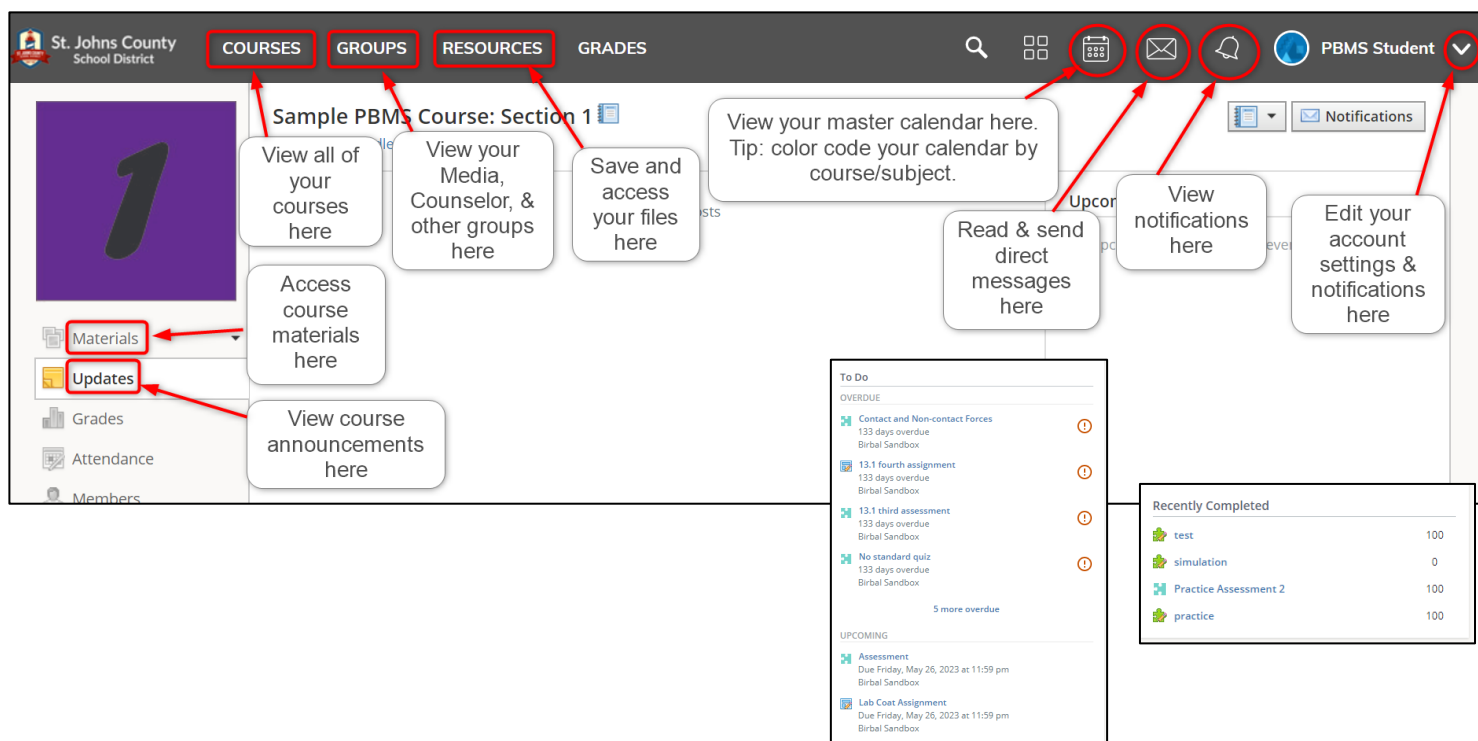 St. Johns County
School District
COURSES GROUPS RESOURCES GRADES
PBMS Student
1
Sample PBMS Course: Section 1
Notifications
View all of
your
courses
here
View your
Media,
Counselor, &
other groups
here
Save and
access
your files
here
View your master calendar here.
Tip: color code your calendar by
course/subject.
Read & send
direct
messages
here
View
notifications
here
Edit your
account
settings &
notifications
here
Access
course
materials
here
View course
announcements
here
Materials
Updates
Grades
Attendance
Members
To Do
OVERDUE
Contact and Non-contact Forces
133 days overdue
Birbal Sandbox
13.1 fourth assignment
133 days overdue
Birbal Sandbox
13.1 third assessment
133 days overdue
Birbal Sandbox
No standard quiz
133 days overdue
Birbal Sandbox
5 more overdue
UPCOMING
Assessment
Due Friday, May 26, 2023 at 11:59 pm
Birbal Sandbox
Lab Coat Assignment
Due Friday, May 26, 2023 at 11:59 pm
Birbal Sandbox
Recently Completed
test 100
simulation 0
Practice Assessment 2 100
practice 100